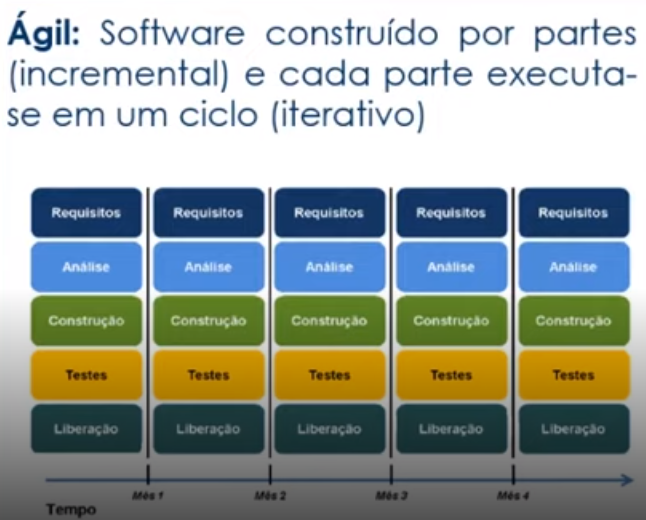 Ágil: Software construído por partes
(incremental) e cada parte executa-
se em um ciclo (iterativo)
Requisitos Requisitos Requisitos Requisitos Requisitos
Análise Análise Análise Análise Análise
Construção Construção Construção Construção Construção
Testes Testes Testes Testes Testes
Liberação Liberação Liberação Liberação Liberação
Mês 1 Mês 2 Mês 3 Mês 4
Tempo